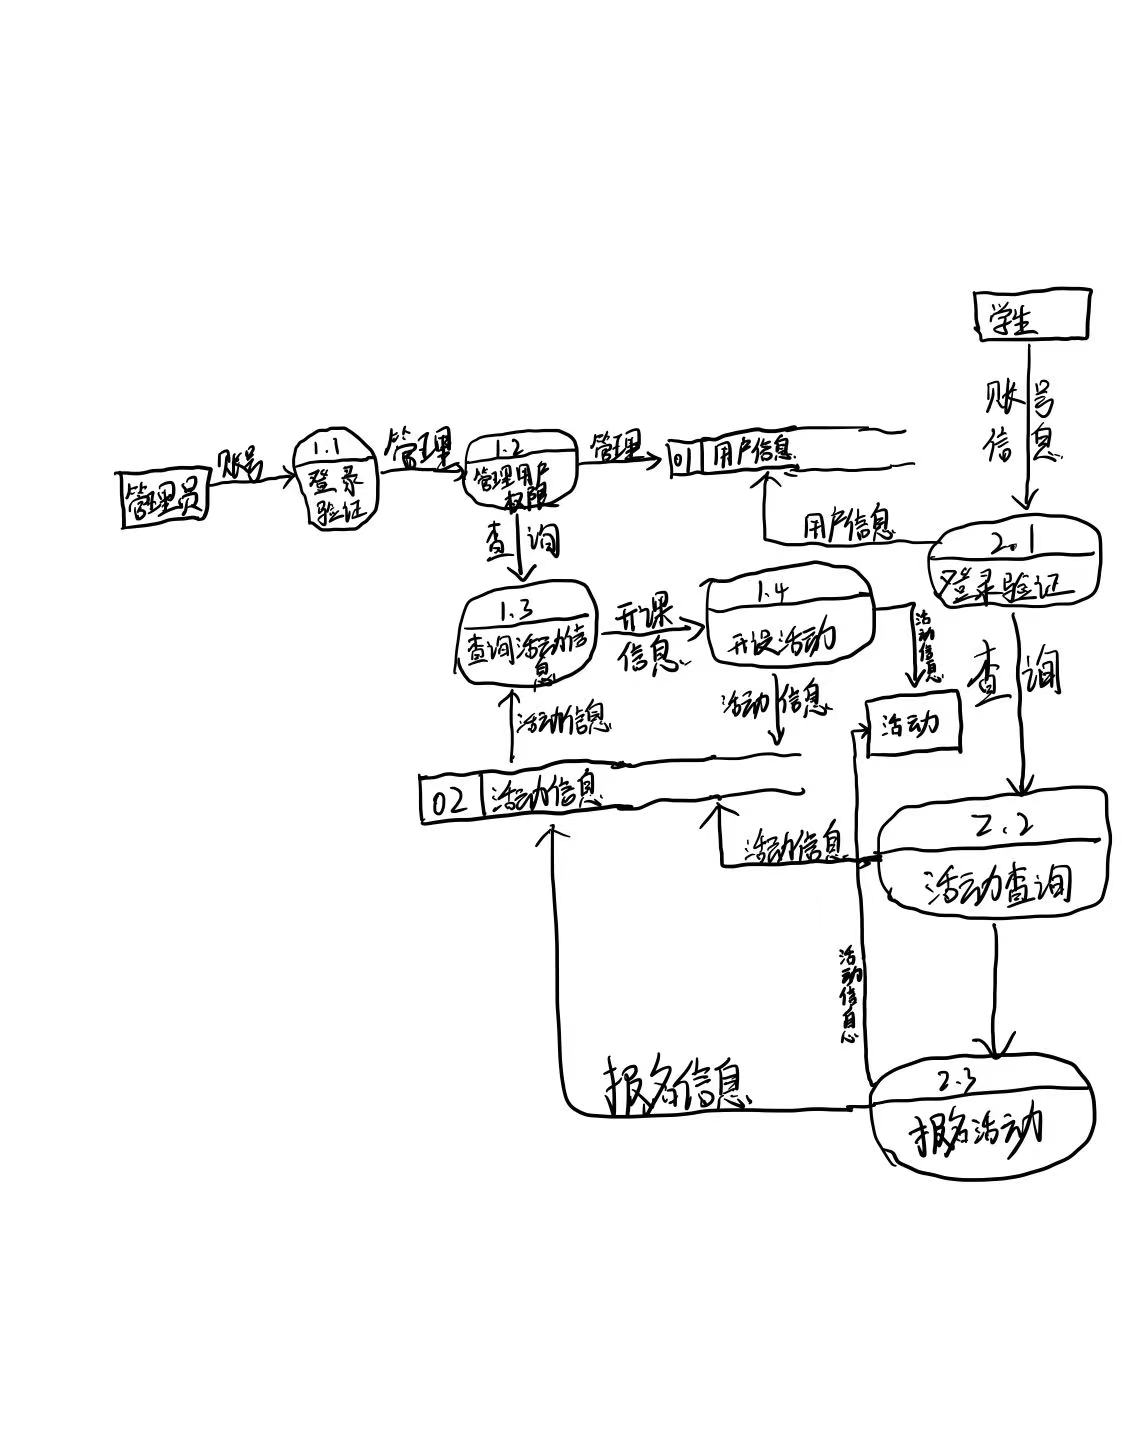 学生
账号
信息
管理员
账号
1.1
登录
验证
管理
1.2
管理用户
权限
管理
01
用户信息
用户信息
2.1
登录验证
查询
1.3
查询活动信
息
开课
信息
1.4
开设活动
活动信息
活动
查询
活动信息
活动信息
02
活动信息
活动信息
2.2
活动查询
活动信息
报名信息
2.3
报名活动